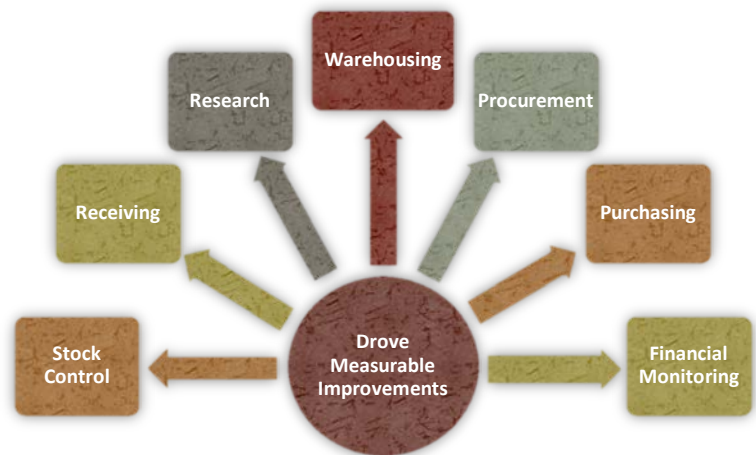 Warehousing
Research
Procurement
Receiving
Purchasing
Stock
Control
Drove
Measurable
Improvements
Financial
Monitoring